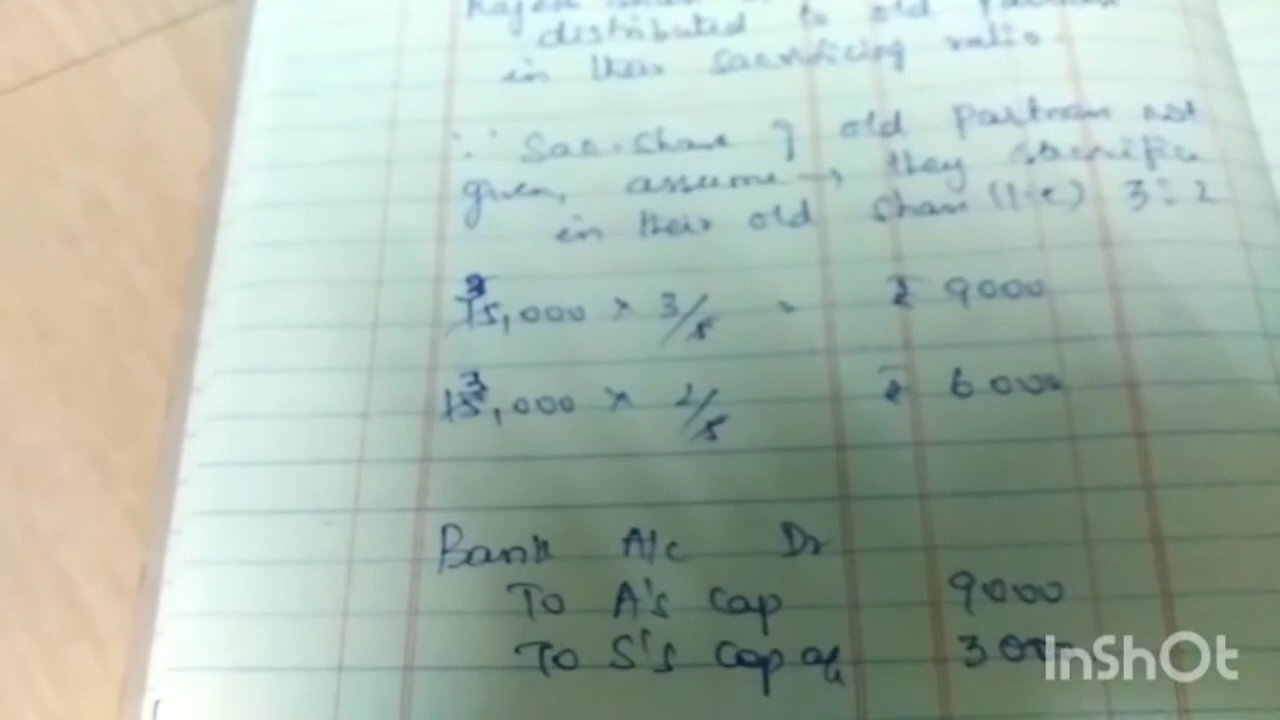 distributed to old
in their sacrificing ratio.
∵ Sac. Share of old Partners not
given, assume → they sacrifice
in their old share (i.e) 3:2
3
15,000 × 3/5 = ₹ 9000
3
15,000 × 2/5 ₹ 6000
Bank A/c Dr
To A's cap 9000
To S's cap a/c 3000
InShOt